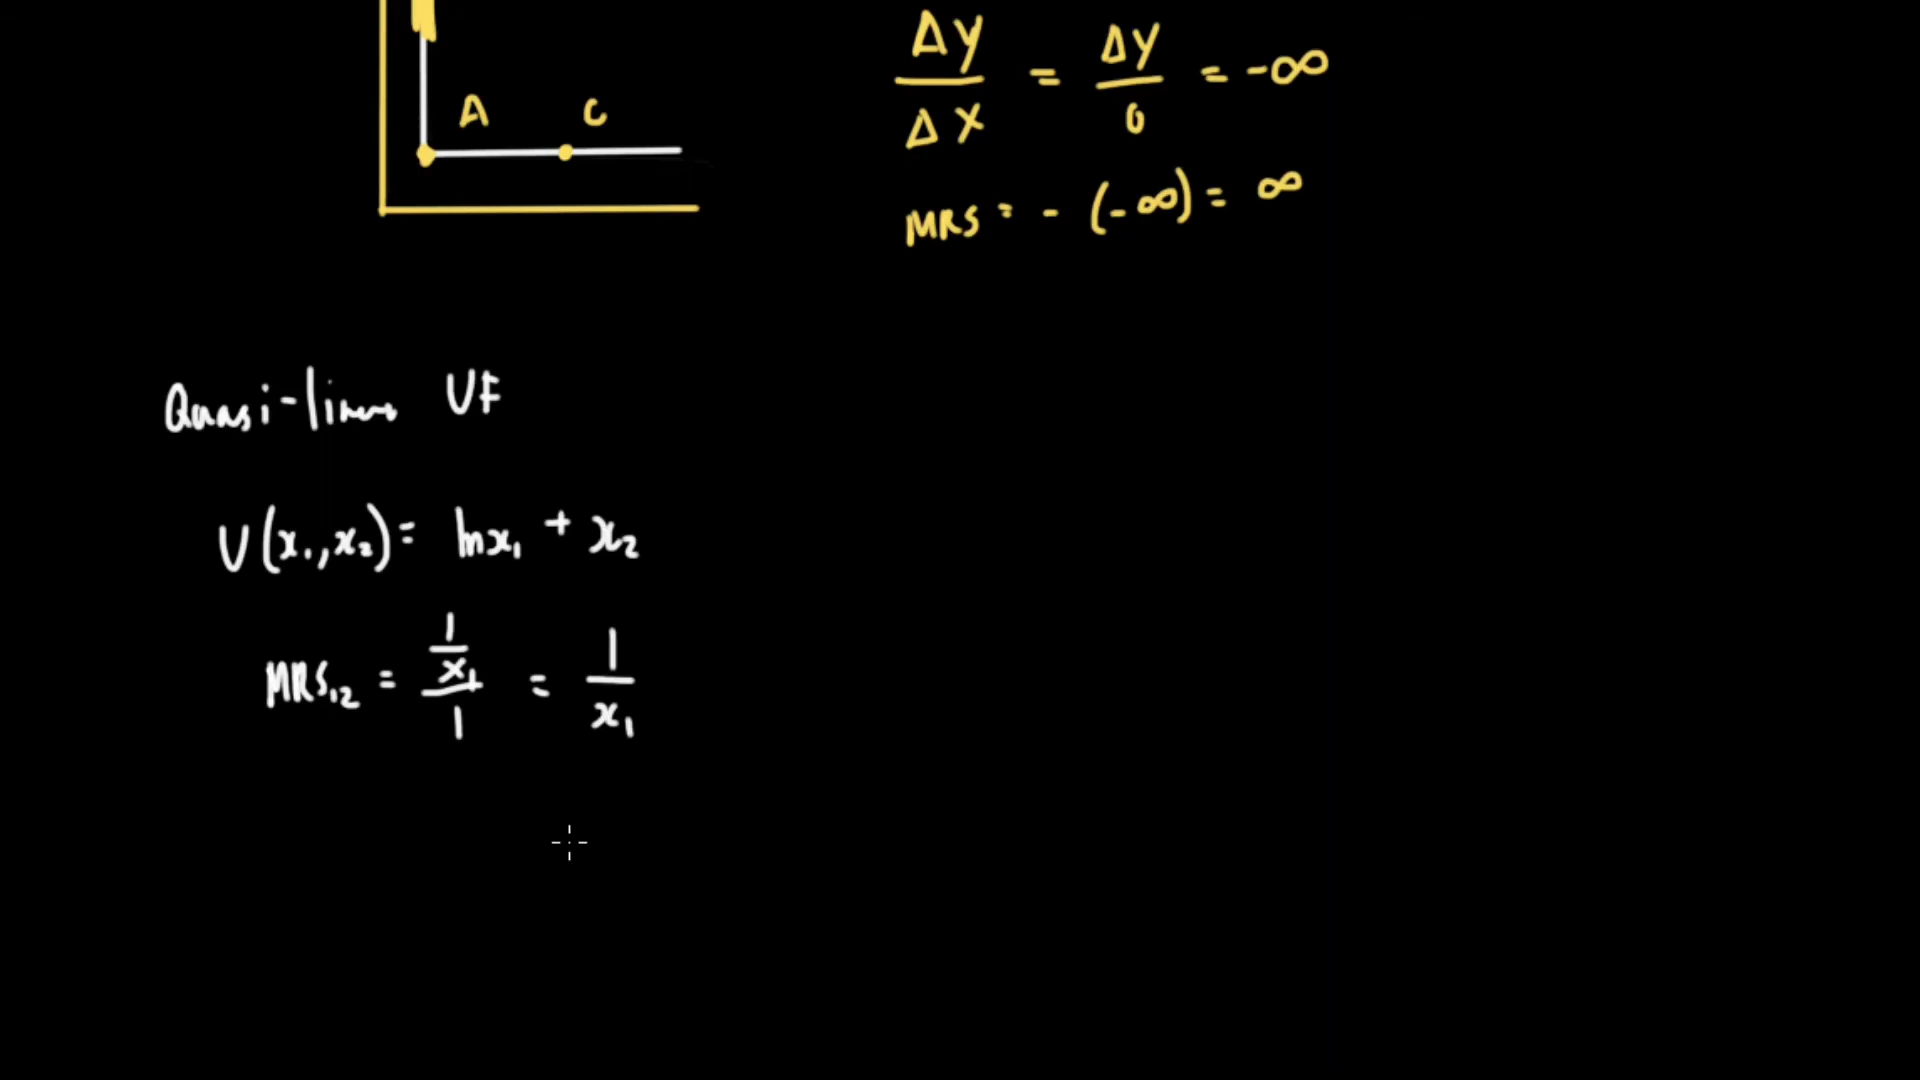 A C
Δy/Δx = Δy/0 = -∞
MRS = - (-∞) = ∞
Quasi-linear UF
U(x₁,x₂) = lnx₁ + x₂
MRS₁₂ = (1/x₁)/1 = 1/x₁